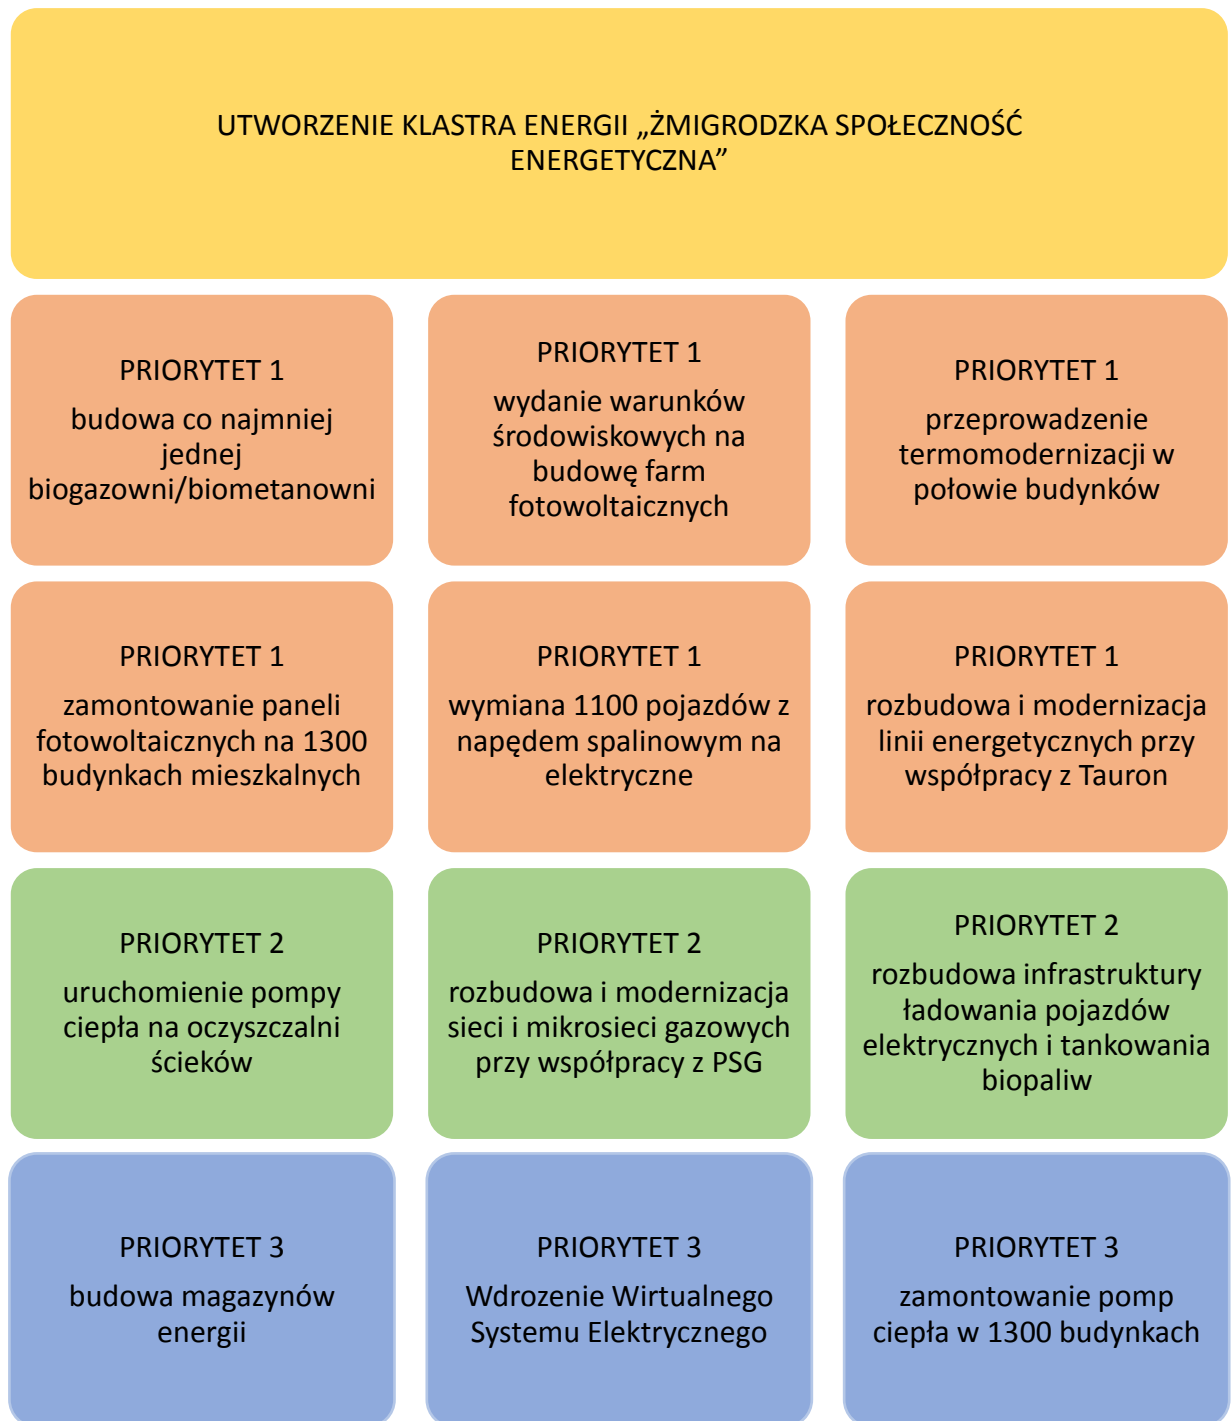 UTWORZENIE KLASTRA ENERGII „ŻMIGRODZKA SPOŁECZNOŚĆ
ENERGETYCZNA”
PRIORYTET 1
budowa co najmniej
jednej
biogazowni/biometanowni
PRIORYTET 1
wydanie warunków
środowiskowych na
budowę farm
fotowoltaicznych
PRIORYTET 1
przeprowadzenie
termomodernizacji w
połowie budynków
PRIORYTET 1
zamontowanie paneli
fotowoltaicznych na 1300
budynkach mieszkalnych
PRIORYTET 1
wymiana 1100 pojazdów z
napędem spalinowym na
elektryczne
PRIORYTET 1
rozbudowa i modernizacja
linii energetycznych przy
współpracy z Tauron
PRIORYTET 2
uruchomienie pompy
ciepła na oczyszczalni
ścieków
PRIORYTET 2
rozbudowa i modernizacja
sieci i mikrosieci gazowych
przy współpracy z PSG
PRIORYTET 2
rozbudowa infrastruktury
ładowania pojazdów
elektrycznych i tankowania
biopaliw
PRIORYTET 3
budowa magazynów
energii
PRIORYTET 3
Wdrozenie Wirtualnego
Systemu Elektrycznego
PRIORYTET 3
zamontowanie pomp
ciepła w 1300 budynkach